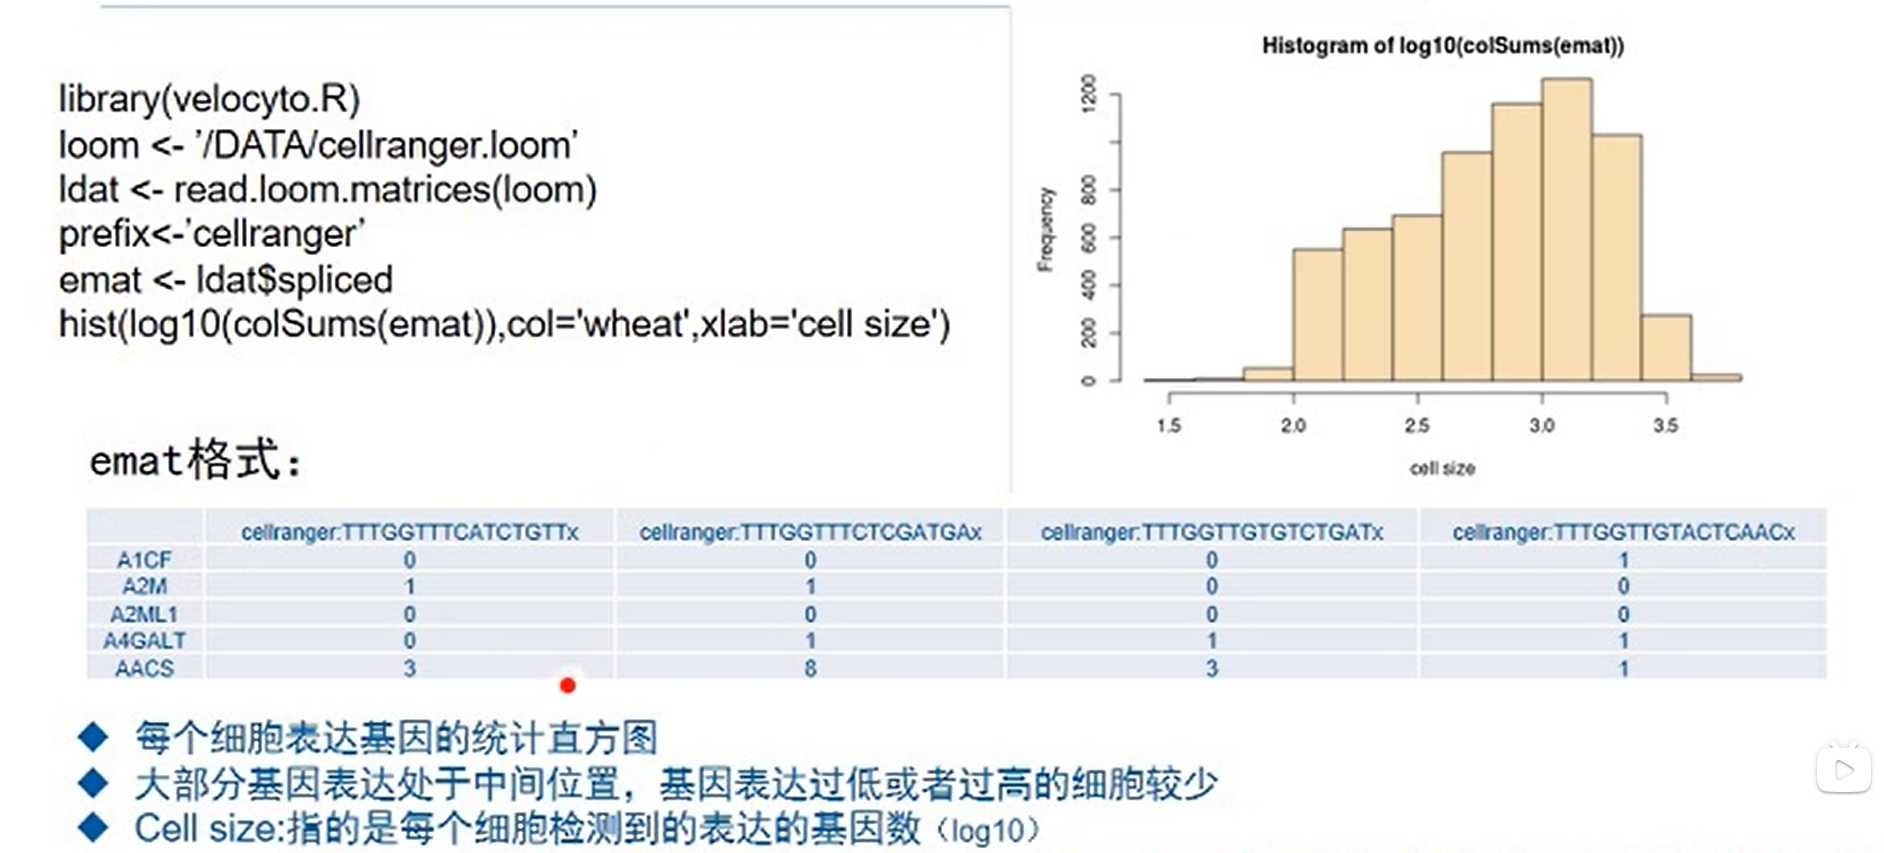 library(velocyto.R)
loom <- '/DATA/cellranger.loom'
ldat <- read.loom.matrices(loom)
prefix<-'cellranger'
emat <- ldat$spliced
hist(log10(colSums(emat)),col='wheat',xlab='cell size')
Histogram of log10(colSums(emat))
Frequency
1200
800
600
400
200
0
1.5 2.0 2.5 3.0 3.5
cell size
emat格式：
cellranger:TTTGGTTTCATCTGTTx cellranger:TTTGGTTTCTCGATGAx cellranger:TTTGGTTGTGTCTGATx cellranger:TTTGGTTGTACTCAACx
A1CF 0 0 0 1
A2M 1 1 0 0
A2ML1 0 0 0 0
A4GALT 0 1 1 1
AACS 3 8 3 1
◆ 每个细胞表达基因的统计直方图
◆ 大部分基因表达处于中间位置，基因表达过低或者过高的细胞较少
◆ Cell size:指的是每个细胞检测到的表达的基因数（log10）